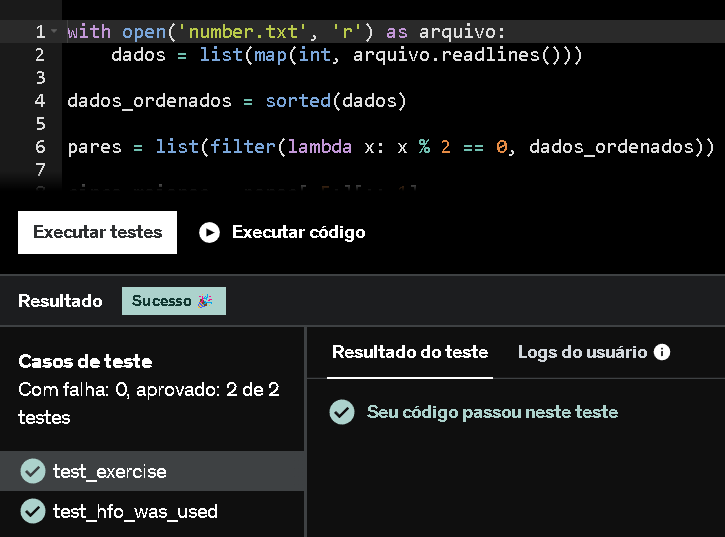 1 with open('number.txt', 'r') as arquivo:
2     dados = list(map(int, arquivo.readlines()))
3
4 dados_ordenados = sorted(dados)
5
6 pares = list(filter(lambda x: x % 2 == 0, dados_ordenados))
7
Executar testes
Executar código
Resultado
Sucesso 🎉
Casos de teste
Com falha: 0, aprovado: 2 de 2
testes
test_exercise
test_hfo_was_used
Resultado do teste
Logs do usuário
Seu código passou neste teste